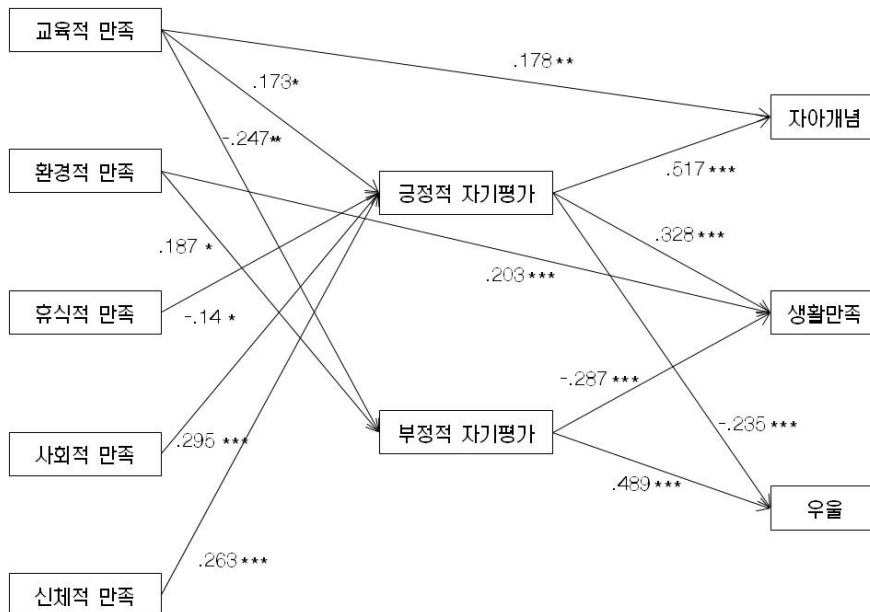 교육적 만족
.178 **
.173 *
자아개념
-.247 **
환경적 만족
긍정적 자기평가
.517 ***
.187 *
.328 ***
.203 ***
휴식적 만족
-.14 *
생활만족
-.287 ***
부정적 자기평가
-.235 ***
사회적 만족
.295 ***
.489 ***
우울
.263 ***
신체적 만족